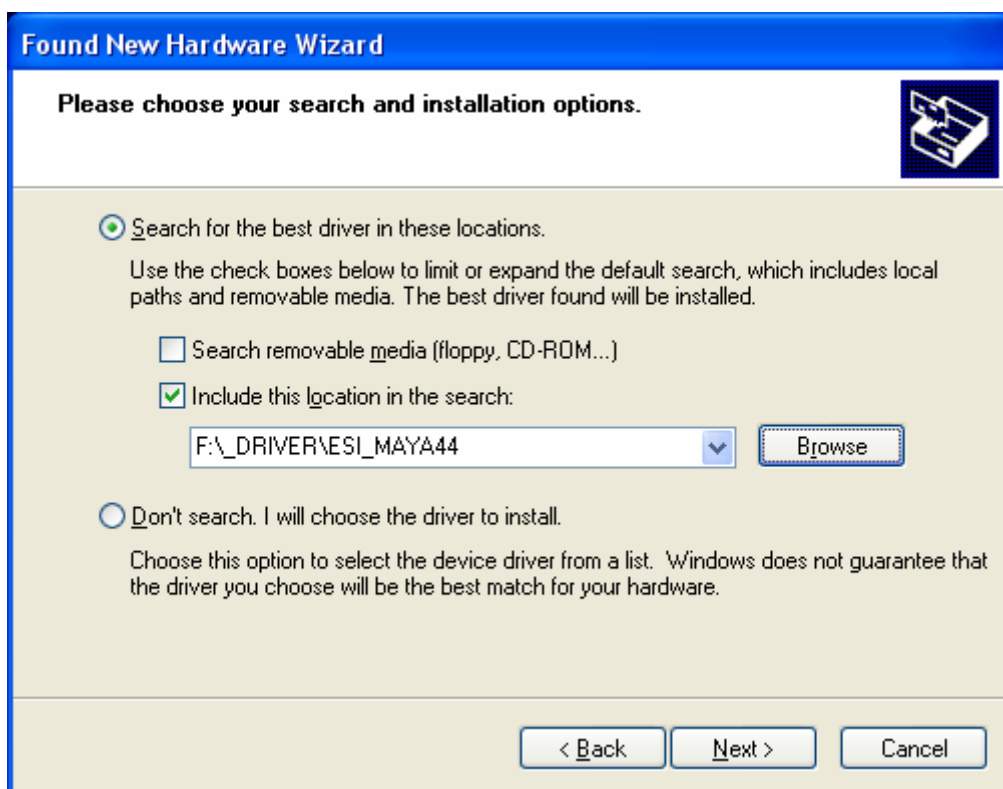 Found New Hardware Wizard
Please choose your search and installation options.
Search for the best driver in these locations.
Use the check boxes below to limit or expand the default search, which includes local
paths and removable media. The best driver found will be installed.
Search removable media (floppy, CD-ROM...)
Include this location in the search:
F:\_DRIVER\ESI_MAYA44
Browse
Don't search. I will choose the driver to install.
Choose this option to select the device driver from a list. Windows does not guarantee that
the driver you choose will be the best match for your hardware.
< Back Next > Cancel